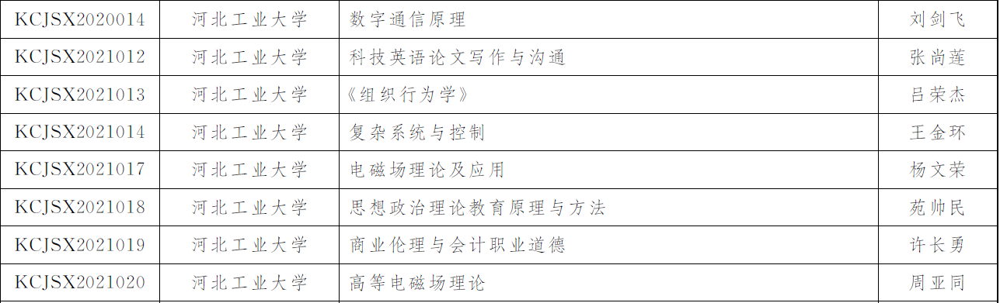 KCJSX2020014 河北工业大学 数字通信原理 刘剑飞
KCJSX2021012 河北工业大学 科技英语论文写作与沟通 张尚莲
KCJSX2021013 河北工业大学 《组织行为学》 吕荣杰
KCJSX2021014 河北工业大学 复杂系统与控制 王金环
KCJSX2021017 河北工业大学 电磁场理论及应用 杨文荣
KCJSX2021018 河北工业大学 思想政治理论教育原理与方法 苑帅民
KCJSX2021019 河北工业大学 商业伦理与会计职业道德 许长勇
KCJSX2021020 河北工业大学 高等电磁场理论 周亚同